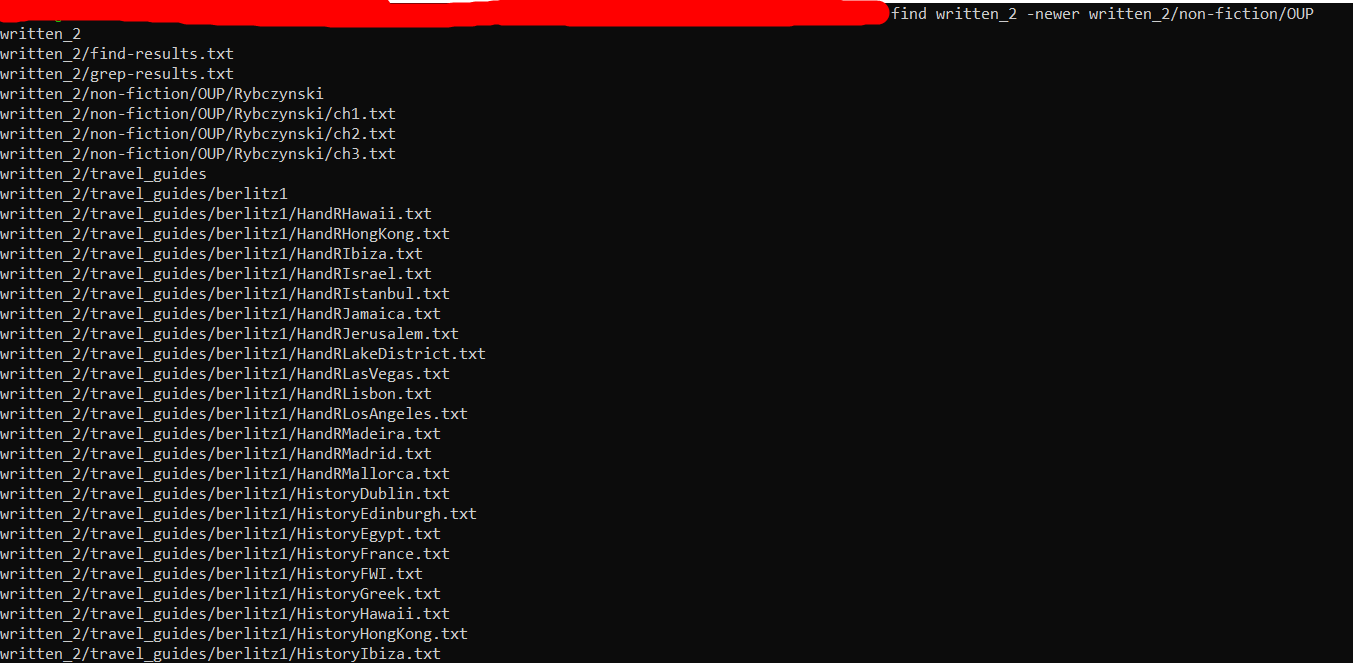 find written_2 -newer written_2/non-fiction/OUP
written_2
written_2/find-results.txt
written_2/grep-results.txt
written_2/non-fiction/OUP/Rybczynski
written_2/non-fiction/OUP/Rybczynski/ch1.txt
written_2/non-fiction/OUP/Rybczynski/ch2.txt
written_2/non-fiction/OUP/Rybczynski/ch3.txt
written_2/travel_guides
written_2/travel_guides/berlitz1
written_2/travel_guides/berlitz1/HandRHawaii.txt
written_2/travel_guides/berlitz1/HandRHongKong.txt
written_2/travel_guides/berlitz1/HandRIbiza.txt
written_2/travel_guides/berlitz1/HandRIsrael.txt
written_2/travel_guides/berlitz1/HandRIstanbul.txt
written_2/travel_guides/berlitz1/HandRJamaica.txt
written_2/travel_guides/berlitz1/HandRJerusalem.txt
written_2/travel_guides/berlitz1/HandRLakeDistrict.txt
written_2/travel_guides/berlitz1/HandRLasVegas.txt
written_2/travel_guides/berlitz1/HandRLisbon.txt
written_2/travel_guides/berlitz1/HandRLosAngeles.txt
written_2/travel_guides/berlitz1/HandRMadeira.txt
written_2/travel_guides/berlitz1/HandRMadrid.txt
written_2/travel_guides/berlitz1/HandRMallorca.txt
written_2/travel_guides/berlitz1/HistoryDublin.txt
written_2/travel_guides/berlitz1/HistoryEdinburgh.txt
written_2/travel_guides/berlitz1/HistoryEgypt.txt
written_2/travel_guides/berlitz1/HistoryFrance.txt
written_2/travel_guides/berlitz1/HistoryFWI.txt
written_2/travel_guides/berlitz1/HistoryGreek.txt
written_2/travel_guides/berlitz1/HistoryHawaii.txt
written_2/travel_guides/berlitz1/HistoryHongKong.txt
written_2/travel_guides/berlitz1/HistoryIbiza.txt